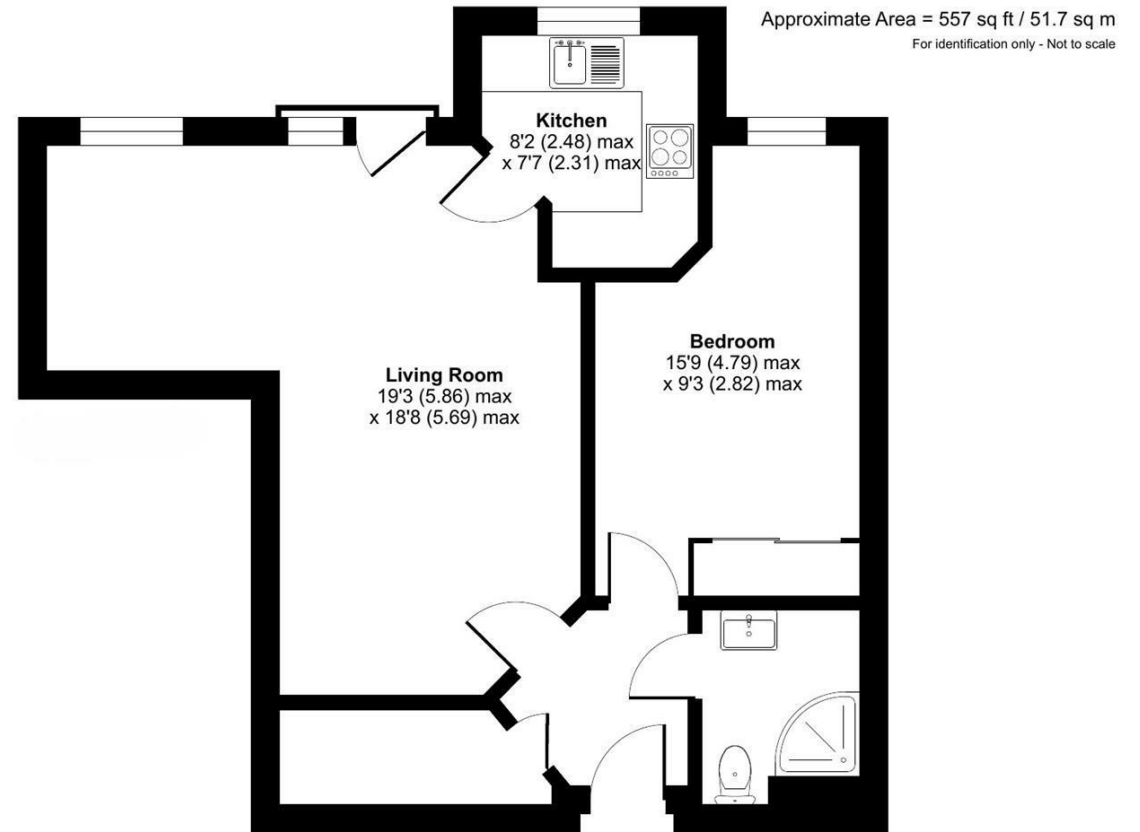 Approximate Area = 557 sq ft / 51.7 sq m
For identification only - Not to scale
Kitchen
8'2 (2.48) max
x 7'7 (2.31) max
Bedroom
15'9 (4.79) max
x 9'3 (2.82) max
Living Room
19'3 (5.86) max
x 18'8 (5.69) max